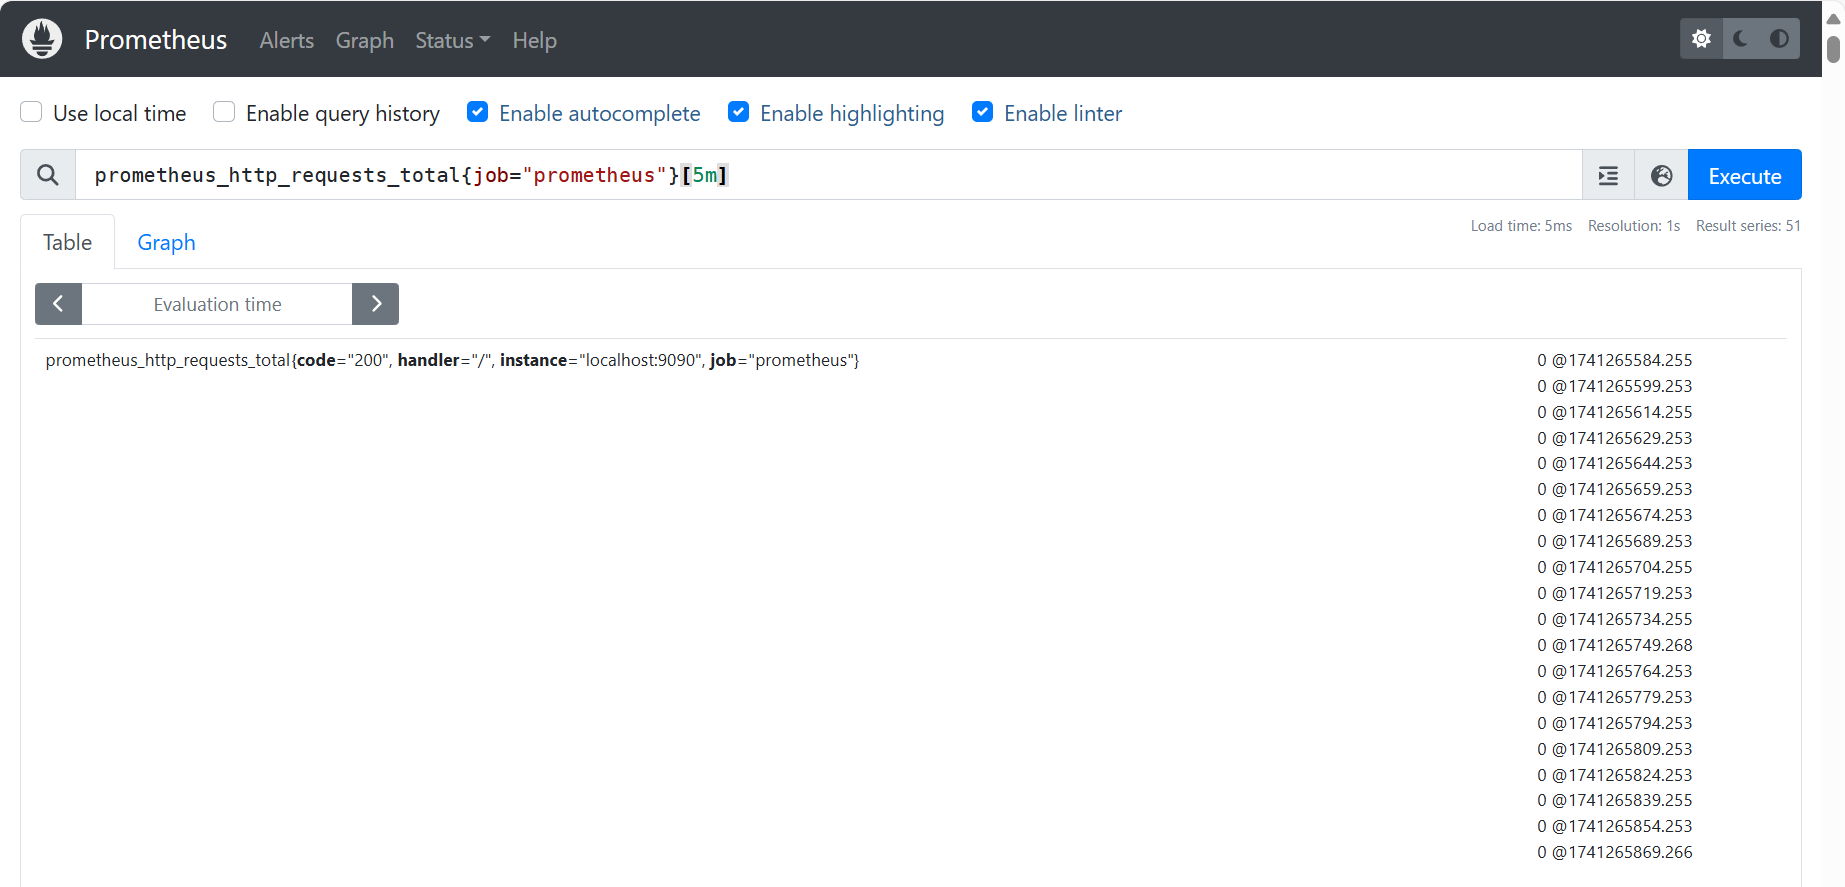 Prometheus Alerts Graph Status Help
Use local time Enable query history Enable autocomplete Enable highlighting Enable linter
prometheus_http_requests_total{job="prometheus"}[5m] Execute
Load time: 5ms Resolution: 1s Result series: 51
Table Graph
Evaluation time
prometheus_http_requests_total{code="200", handler="/", instance="localhost:9090", job="prometheus"} 0 @1741265584.255
0 @1741265599.253
0 @1741265614.255
0 @1741265629.253
0 @1741265644.253
0 @1741265659.253
0 @1741265674.253
0 @1741265689.253
0 @1741265704.255
0 @1741265719.253
0 @1741265734.255
0 @1741265749.268
0 @1741265764.253
0 @1741265779.253
0 @1741265794.253
0 @1741265809.253
0 @1741265824.253
0 @1741265839.255
0 @1741265854.253
0 @1741265869.266